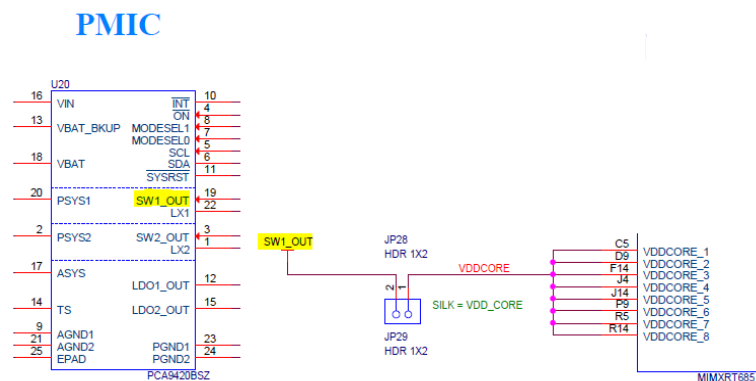 PMIC
U20
16 VIN INT 10
ON 4
13 VBAT_BKUP MODESEL1 8
MODESEL0 7
SCL 5
18 VBAT SDA 6
SYSRST 11
20 PSYS1 SW1_OUT 19
LX1 22
2 PSYS2 SW2_OUT 3
LX2 1
17 ASYS
LDO1_OUT 12
14 TS LDO2_OUT 15
9 AGND1
21 AGND2 PGND1 23
25 EPAD PGND2 24
PCA9420BSZ
SW1_OUT
JP28
HDR 1X2
VDDCORE
2 1
SILK = VDD_CORE
JP29
HDR 1X2
C5 VDDCORE_1
D9 VDDCORE_2
F14 VDDCORE_3
J4 VDDCORE_4
J14 VDDCORE_5
P9 VDDCORE_6
R5 VDDCORE_7
R14 VDDCORE_8
MIMXRT685